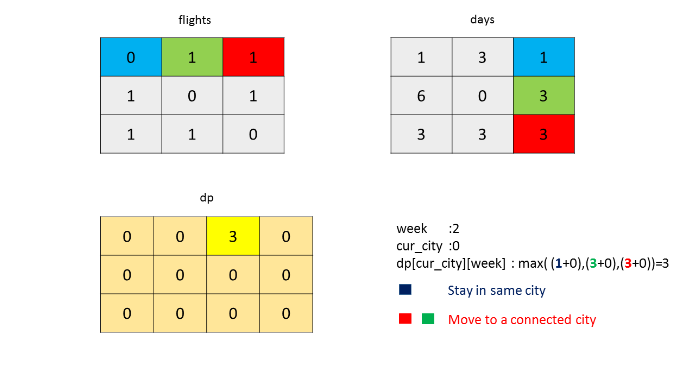 flights
0 1 1
1 0 1
1 1 0
days
1 3 1
6 0 3
3 3 3
dp
0 0 3 0
0 0 0 0
0 0 0 0
week :2
cur_city :0
dp[cur_city][week] : max( (1+0),(3+0),(3+0))=3
Stay in same city
Move to a connected city